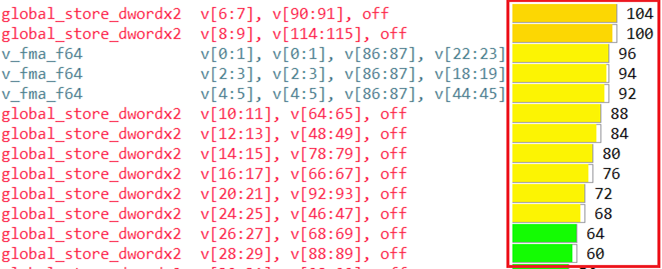 global_store_dwordx2 v[6:7], v[90:91], off 104
global_store_dwordx2 v[8:9], v[114:115], off 100
v_fma_f64 v[0:1], v[0:1], v[86:87], v[22:23] 96
v_fma_f64 v[2:3], v[2:3], v[86:87], v[18:19] 94
v_fma_f64 v[4:5], v[4:5], v[86:87], v[44:45] 92
global_store_dwordx2 v[10:11], v[64:65], off 88
global_store_dwordx2 v[12:13], v[48:49], off 84
global_store_dwordx2 v[14:15], v[78:79], off 80
global_store_dwordx2 v[16:17], v[66:67], off 76
global_store_dwordx2 v[20:21], v[92:93], off 72
global_store_dwordx2 v[24:25], v[46:47], off 68
global_store_dwordx2 v[26:27], v[68:69], off 64
global_store_dwordx2 v[28:29], v[88:89], off 60